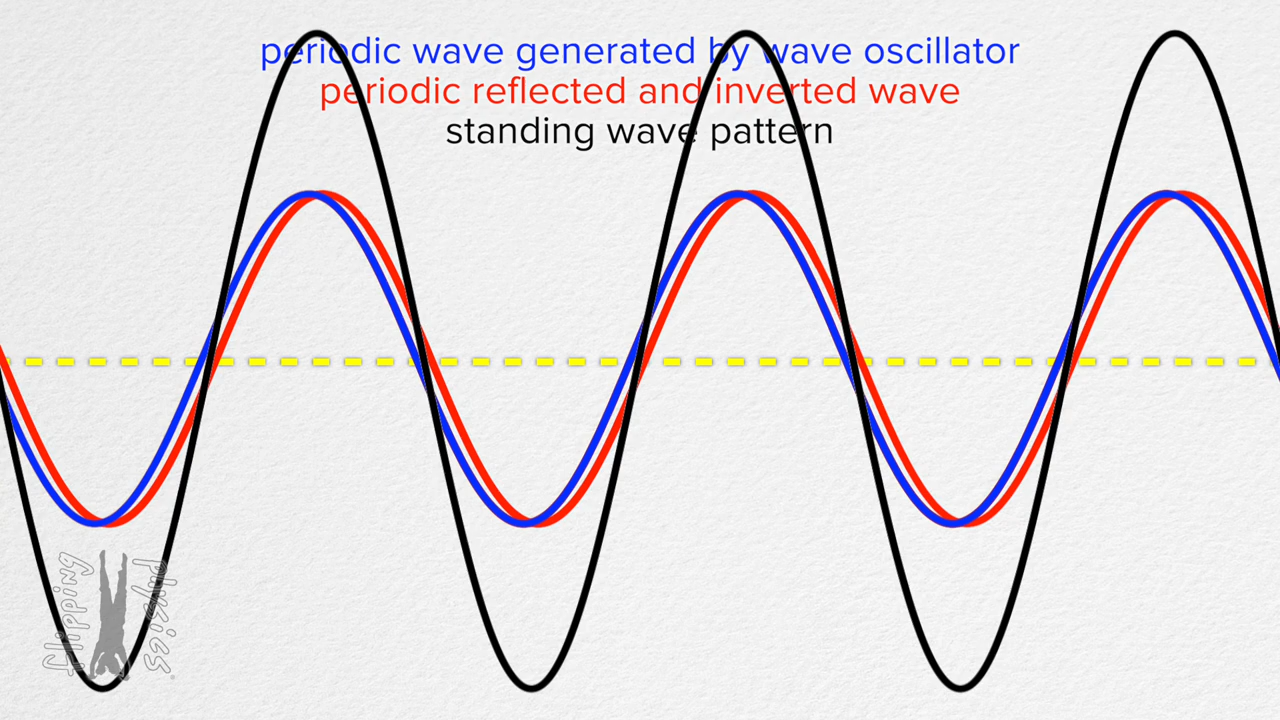 periodic wave generated by wave oscillator
periodic reflected and inverted wave
standing wave pattern
flipping
physics